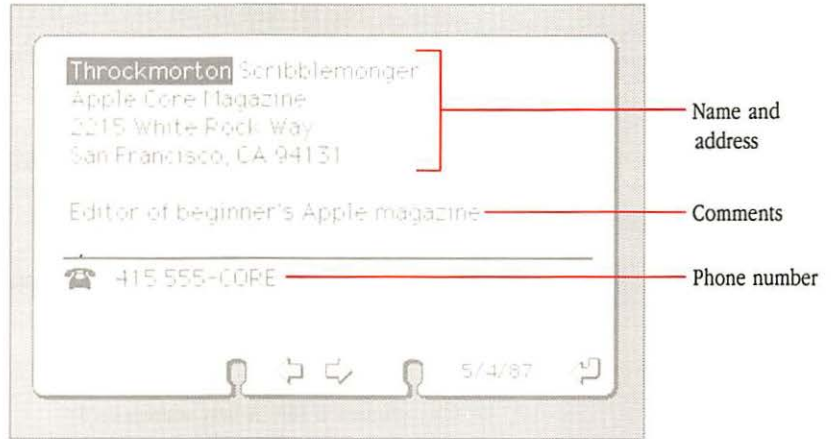 Throckmorton Scribblemonger
Apple Core Magazine
2215 White Rock Way
San Francisco, CA 94131
Name and
address
Editor of beginner's Apple magazine
Comments
415 555-CORE
Phone number
5/4/87